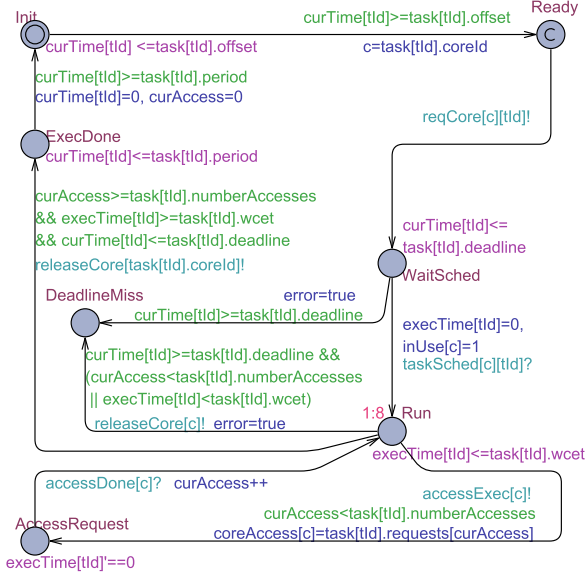 Init
curTime[tId]>=task[tId].offset
Ready
C
curTime[tId] <=task[tId].offset
c=task[tId].coreId
curTime[tId]>=task[tId].period
curTime[tId]=0, curAccess=0
reqCore[c][tId]!
ExecDone
curTime[tId]<=task[tId].period
curAccess>=task[tId].numberAccesses
&& execTime[tId]>=task[tId].wcet
&& curTime[tId]<=task[tId].deadline
releaseCore[task[tId].coreId]!
curTime[tId]<=
task[tId].deadline
WaitSched
DeadlineMiss
error=true
curTime[tId]>=task[tId].deadline
execTime[tId]=0,
inUse[c]=1
taskSched[c][tId]?
curTime[tId]>=task[tId].deadline &&
(curAccess<task[tId].numberAccesses
|| execTime[tId]<task[tId].wcet)
releaseCore[c]! error=true
1:8 Run
execTime[tId]<=task[tId].wcet
accessDone[c]? curAccess++
accessExec[c]!
curAccess<task[tId].numberAccesses
coreAccess[c]=task[tId].requests[curAccess]
AccessRequest
execTime[tId]'==0